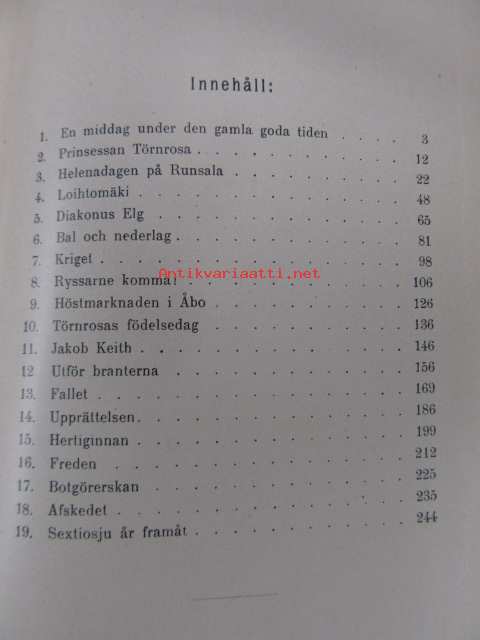 Innehåll:
1. En middag under den gamla goda tiden . . . . 3
2. Prinsessan Törnrosa . . . . . . . . . . . 12
3. Helenadagen på Runsala . . . . . . . . . . 22
4. Loihtomäki . . . . . . . . . . . . . 48
5. Diakonus Elg . . . . . . . . . . . . 65
6. Bal och nederlag . . . . . . . . . . . . 81
7. Kriget . . . . . . . . . . . . . . 98
8. Ryssarne komma! . . . . . . . . . . . 106
Antikvariaatti.net
9. Höstmarknaden i Åbo . . . . . . . . . . 126
10. Törnrosas födelsedag . . . . . . . . . . 136
11. Jakob Keith . . . . . . . . . . . . . 146
12 Utför branterna . . . . . . . . . . . . 156
13. Fallet . . . . . . . . . . . . . . 169
14. Upprättelsen . . . . . . . . . . . . . 186
15. Hertiginnan . . . . . . . . . . . . . 199
16. Freden . . . . . . . . . . . . . . 212
17. Botgörerskan . . . . . . . . . . . . 225
18. Afskedet . . . . . . . . . . . . . 235
19. Sextiosju år framåt . . . . . . . . . . . 244